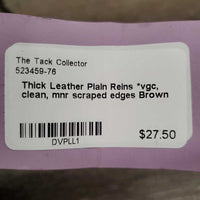 The Tack Collector
523459-76
Thick Leather Plain Reins *vgc,
clean, mnr scraped edges Brown
$27.50
DVPLL1